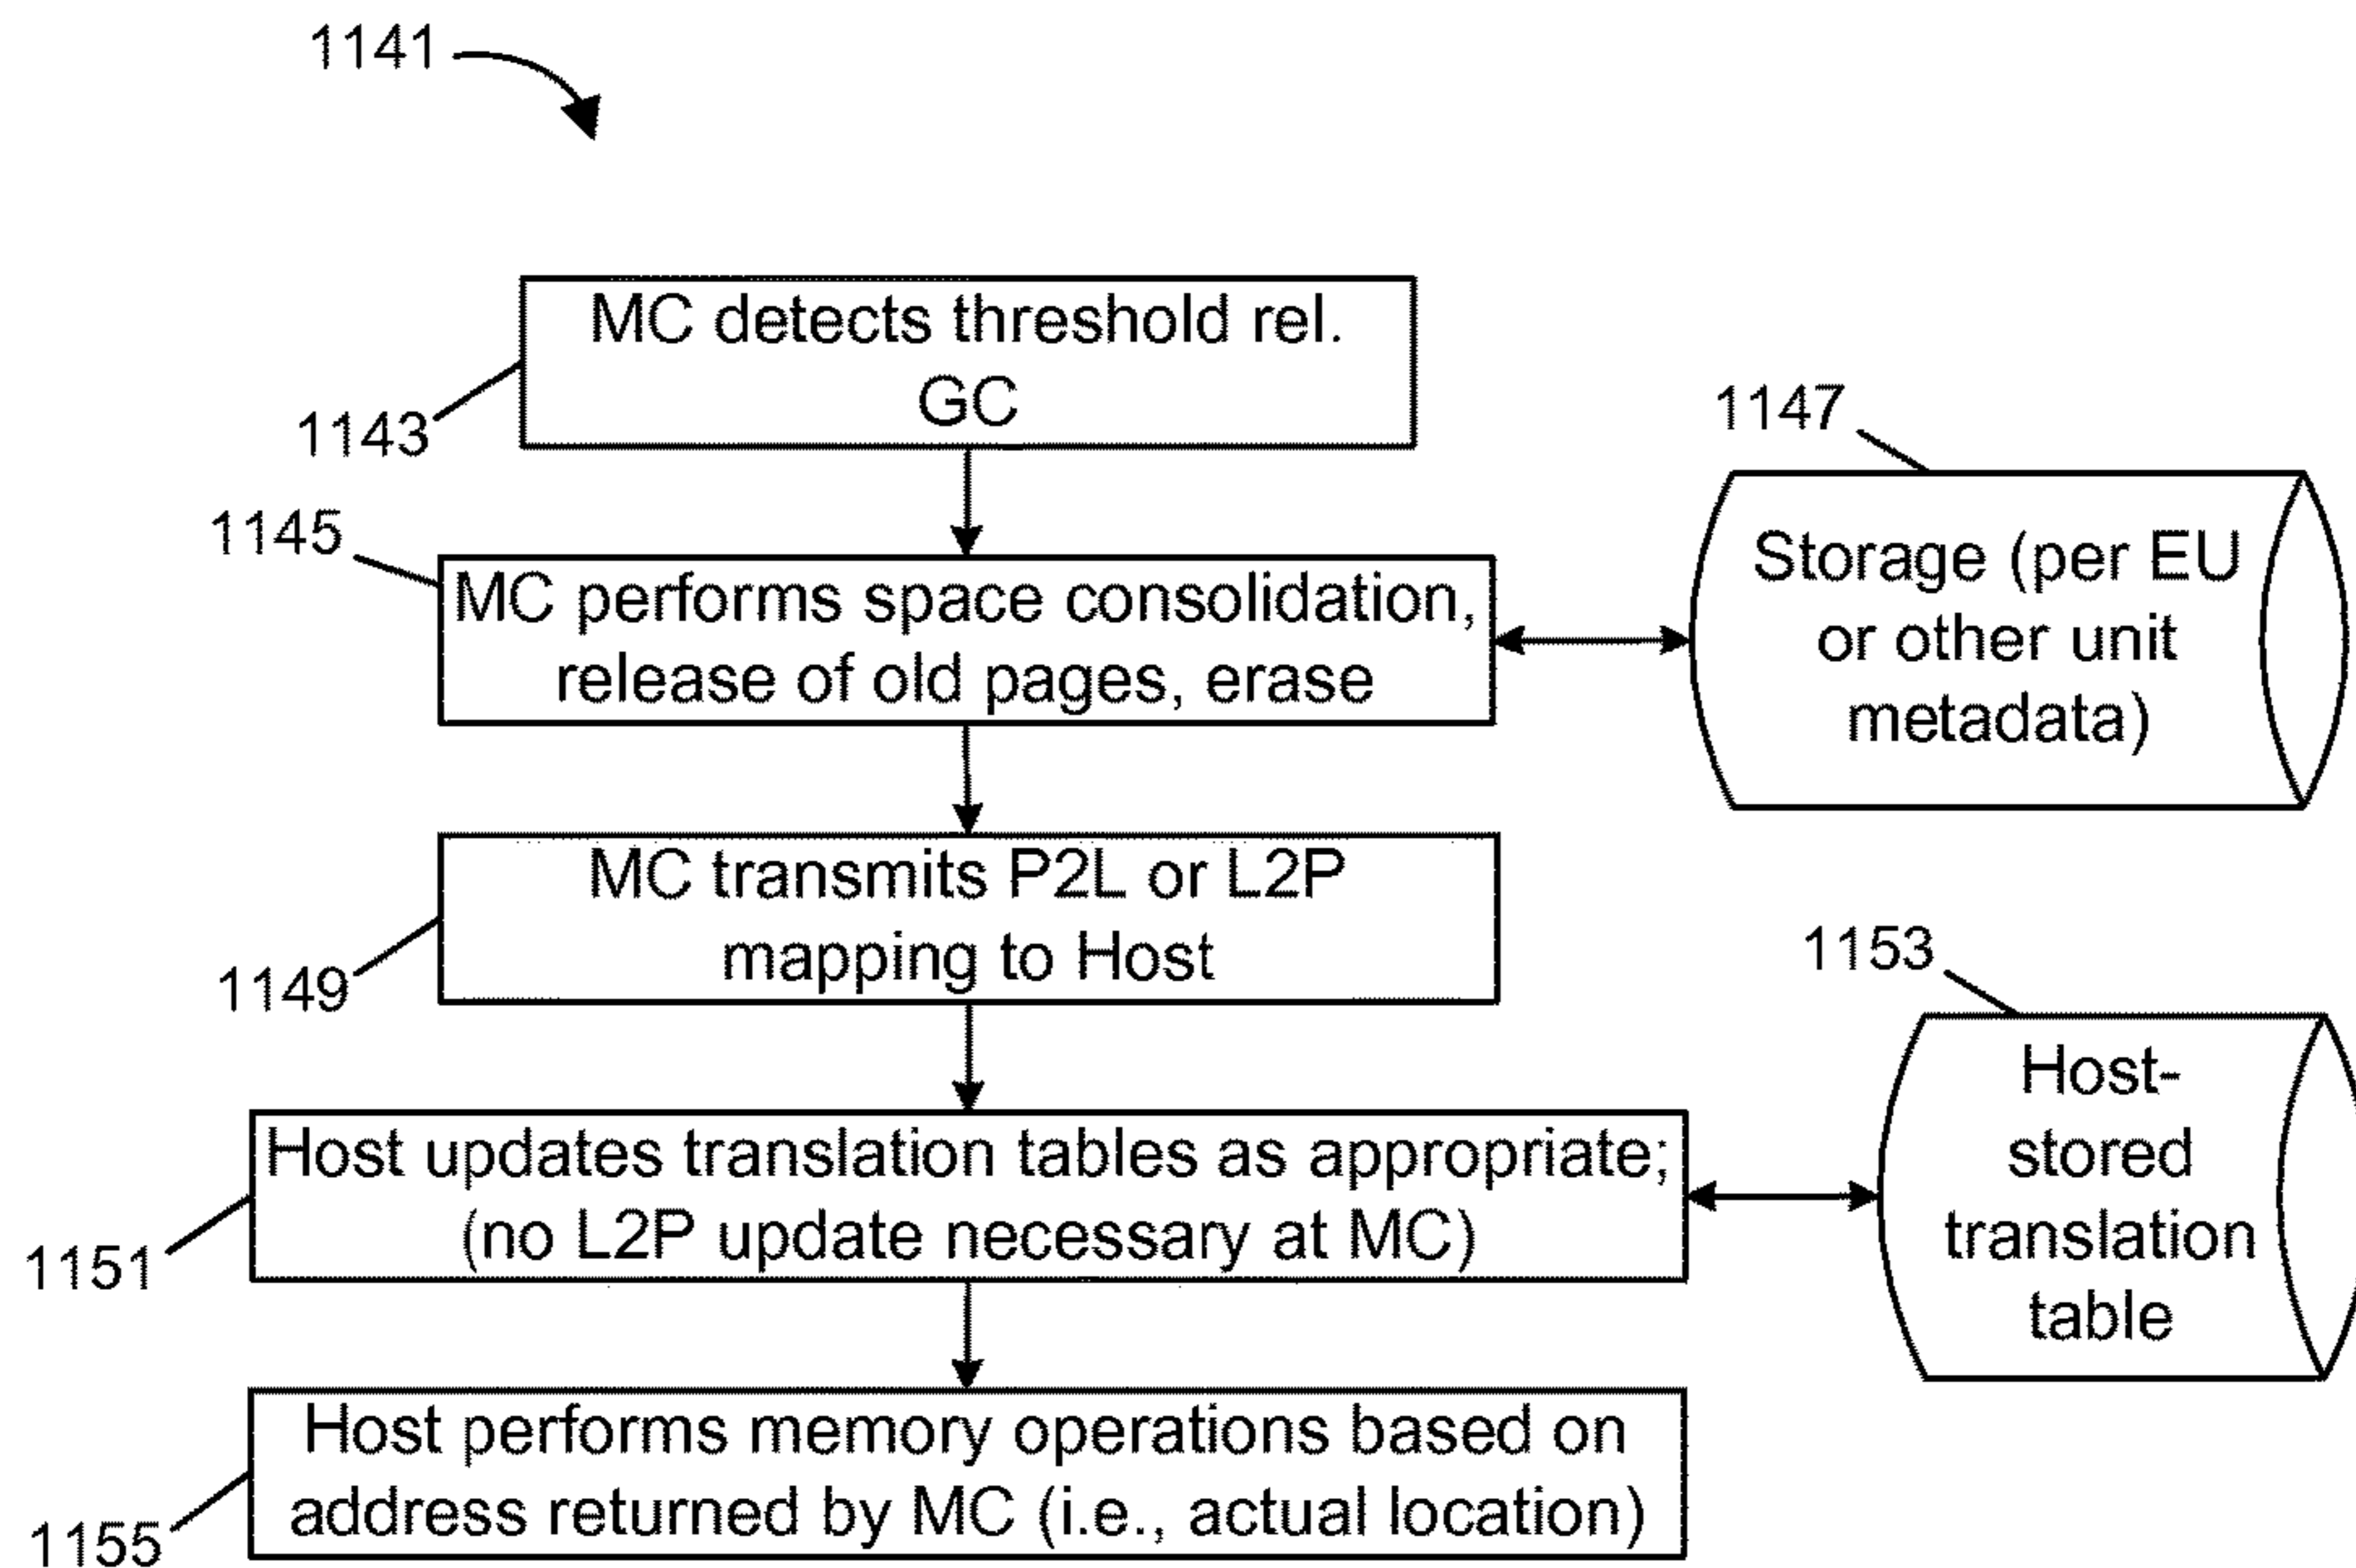 1141
MC detects threshold rel.
GC
1143
1147
1145
MC performs space consolidation,
release of old pages, erase
Storage (per EU
or other unit
metadata)
MC transmits P2L or L2P
mapping to Host
1149
1153
Host updates translation tables as appropriate;
(no L2P update necessary at MC)
1151
Host-
stored
translation
table
Host performs memory operations based on
address returned by MC (i.e., actual location)
1155